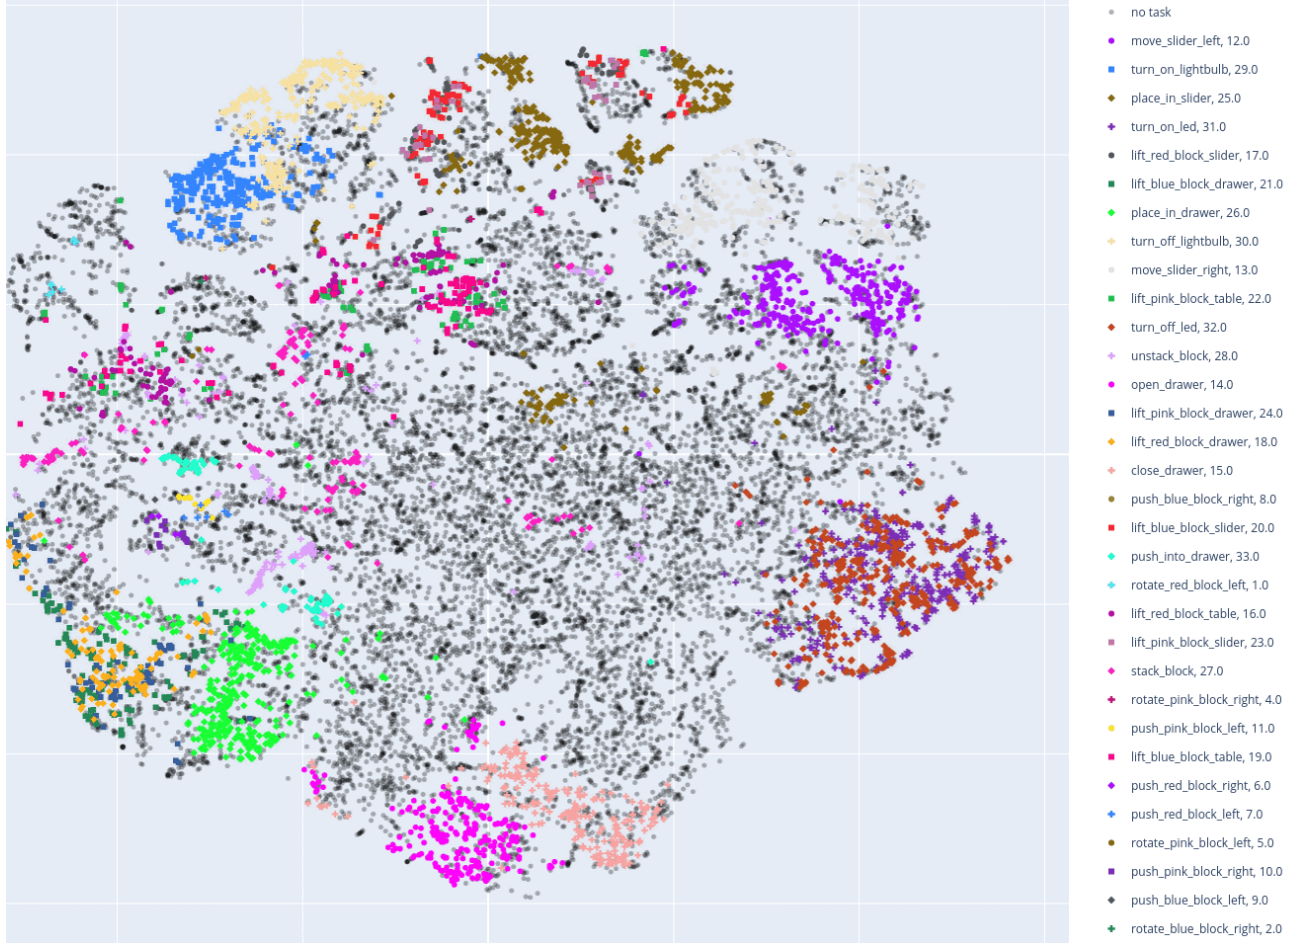 no task
move_slider_left, 12.0
turn_on_lightbulb, 29.0
place_in_slider, 25.0
turn_on_led, 31.0
lift_red_block_slider, 17.0
lift_blue_block_drawer, 21.0
place_in_drawer, 26.0
turn_off_lightbulb, 30.0
move_slider_right, 13.0
lift_pink_block_table, 22.0
turn_off_led, 32.0
unstack_block, 28.0
open_drawer, 14.0
lift_pink_block_drawer, 24.0
lift_red_block_drawer, 18.0
close_drawer, 15.0
push_blue_block_right, 8.0
lift_blue_block_slider, 20.0
push_into_drawer, 33.0
rotate_red_block_left, 1.0
lift_red_block_table, 16.0
lift_pink_block_slider, 23.0
stack_block, 27.0
rotate_pink_block_right, 4.0
push_pink_block_left, 11.0
lift_blue_block_table, 19.0
push_red_block_right, 6.0
push_red_block_left, 7.0
rotate_pink_block_left, 5.0
push_pink_block_right, 10.0
push_blue_block_left, 9.0
rotate_blue_block_right, 2.0